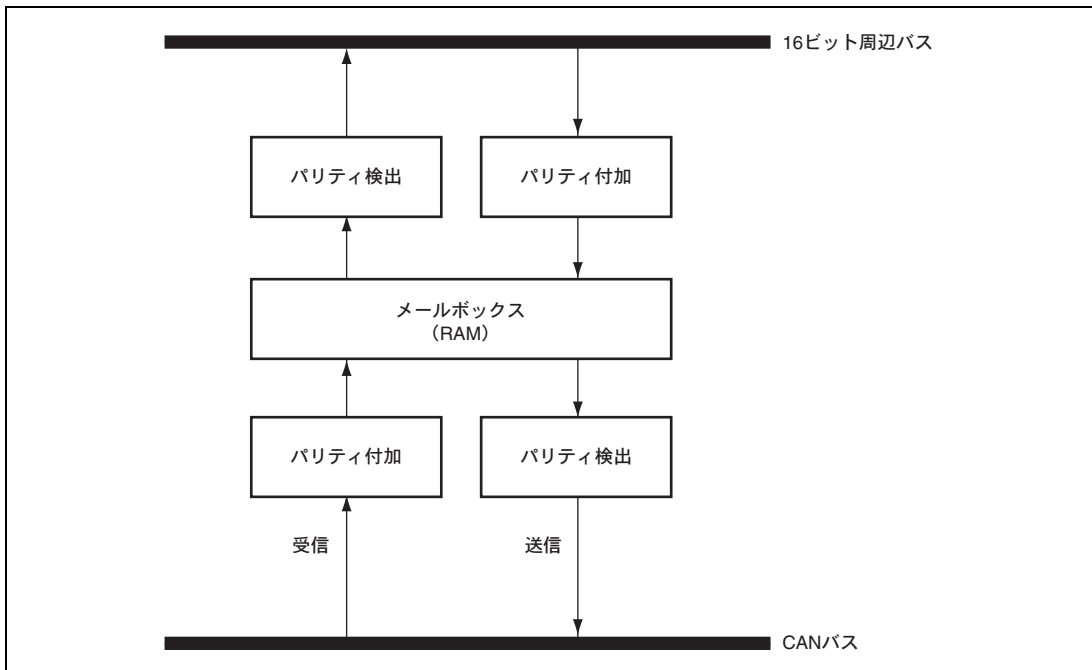 16ビット周辺バス
パリティ検出
パリティ付加
メールボックス
（RAM）
パリティ付加
パリティ検出
受信
送信
CANバス